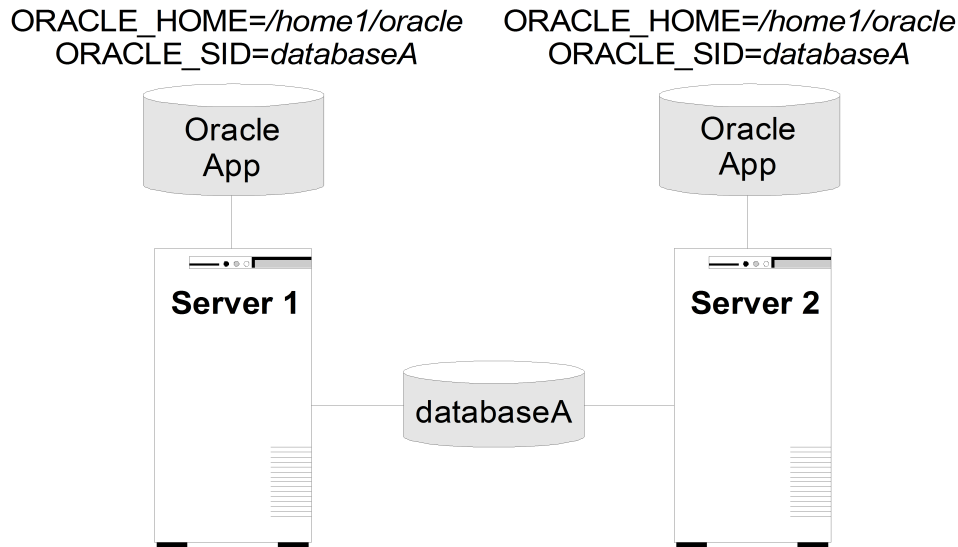 ORACLE_HOME=/home1/oracle
ORACLE_SID=databaseA
ORACLE_HOME=/home1/oracle
ORACLE_SID=databaseA
Oracle
App
Oracle
App
Server 1
Server 2
databaseA